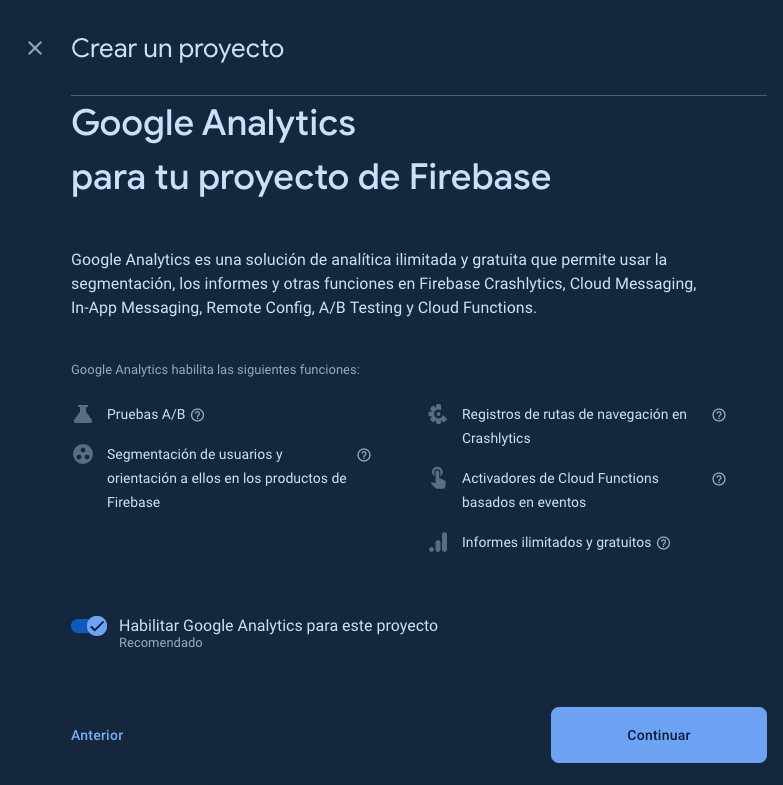 Crear un proyecto
Google Analytics
para tu proyecto de Firebase
Google Analytics es una solución de analítica ilimitada y gratuita que permite usar la
segmentación, los informes y otras funciones en Firebase Crashlytics, Cloud Messaging,
In-App Messaging, Remote Config, A/B Testing y Cloud Functions.
Google Analytics habilita las siguientes funciones:
Pruebas A/B
Segmentación de usuarios y
orientación a ellos en los productos de
Firebase
Registros de rutas de navegación en
Crashlytics
Activadores de Cloud Functions
basados en eventos
Informes ilimitados y gratuitos
Habilitar Google Analytics para este proyecto
Recomendado
Anterior
Continuar